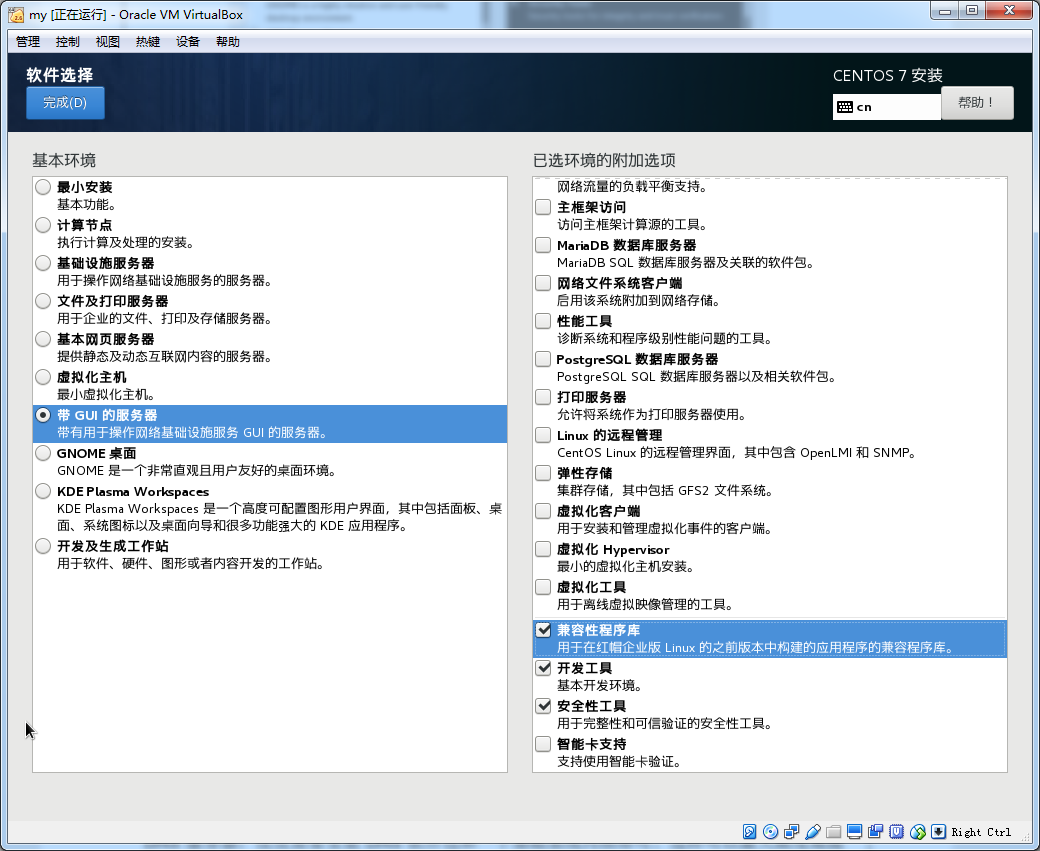 my [正在运行] - Oracle VM VirtualBox
管理 控制 视图 热键 设备 帮助
软件选择
完成(D)
CENTOS 7 安装
cn
帮助！
基本环境
最小安装
基本功能。
计算节点
执行计算及处理的安装。
基础设施服务器
用于操作网络基础设施服务的服务器。
文件及打印服务器
用于企业的文件、打印及存储服务器。
基本网页服务器
提供静态及动态互联网内容的服务器。
虚拟化主机
最小虚拟化主机。
带 GUI 的服务器
带有用于操作网络基础设施服务 GUI 的服务器。
GNOME 桌面
GNOME 是一个非常直观且用户友好的桌面环境。
KDE Plasma Workspaces
KDE Plasma Workspaces 是一个高度可配置图形用户界面，其中包括面板、桌
面、系统图标以及桌面向导和很多功能强大的 KDE 应用程序。
开发及生成工作站
用于软件、硬件、图形或者内容开发的工作站。
已选环境的附加选项
网络流量的负载平衡支持。
主框架访问
访问主框架计算源的工具。
MariaDB 数据库服务器
MariaDB SQL 数据库服务器及关联的软件包。
网络文件系统客户端
启用该系统附加到网络存储。
性能工具
诊断系统和程序级别性能问题的工具。
PostgreSQL 数据库服务器
PostgreSQL SQL 数据库服务器以及相关软件包。
打印服务器
允许将系统作为打印服务器使用。
Linux 的远程管理
CentOS Linux 的远程管理界面，其中包含 OpenLMI 和 SNMP。
弹性存储
集群存储，其中包括 GFS2 文件系统。
虚拟化客户端
用于安装和管理虚拟化事件的客户端。
虚拟化 Hypervisor
最小的虚拟化主机安装。
虚拟化工具
用于离线虚拟映像管理的工具。
兼容性程序库
用于在红帽企业版 Linux 的之前版本中构建的应用程序的兼容程序库。
开发工具
基本开发环境。
安全性工具
用于完整性和可信验证的安全性工具。
智能卡支持
支持使用智能卡验证。
Right Ctrl